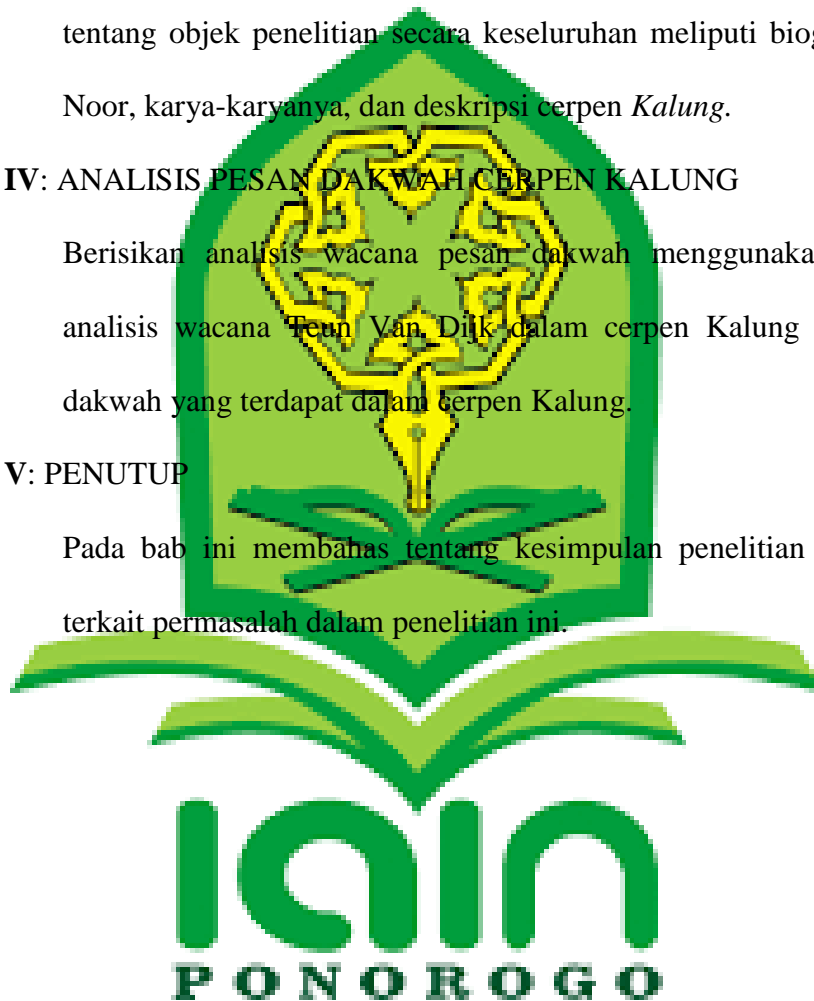 tentang objek penelitian secara keseluruhan meliputi biog
Noor, karya-karyanya, dan deskripsi cerpen Kalung.
IV: ANALISIS PESAN DAKWAH CERPEN KALUNG
Berisikan analisis wacana pesan dakwah menggunaka
analisis wacana Teun Van Dijk dalam cerpen Kalung
dakwah yang terdapat dalam cerpen Kalung.
V: PENUTUP
Pada bab ini membahas tentang kesimpulan penelitian
terkait permasalah dalam penelitian ini.
iain
PONOROGO